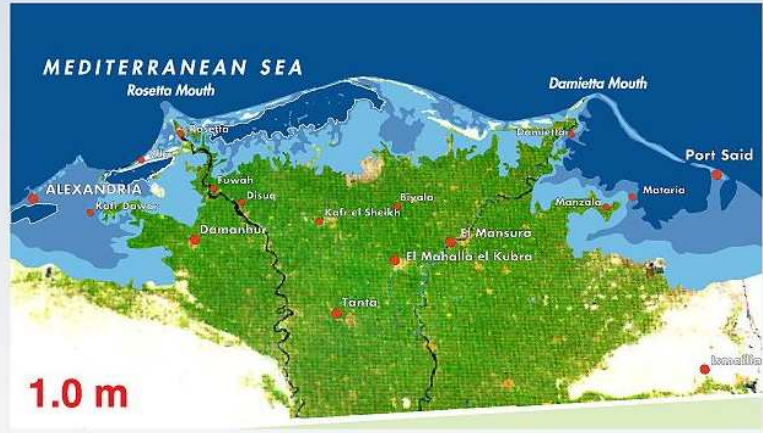 MEDITERRANEAN SEA
Rosetta Mouth
Damietta Mouth
Rosetta
Damietta
Port Said
ALEXANDRIA
Fuwah
Mataria
Kafr Dawar
Disuq
Biyala
Manzala
Kafr el Sheikh
Damanhur
El Mansura
El Mahalla el Kubra
Tanta
Ismailia
1.0 m